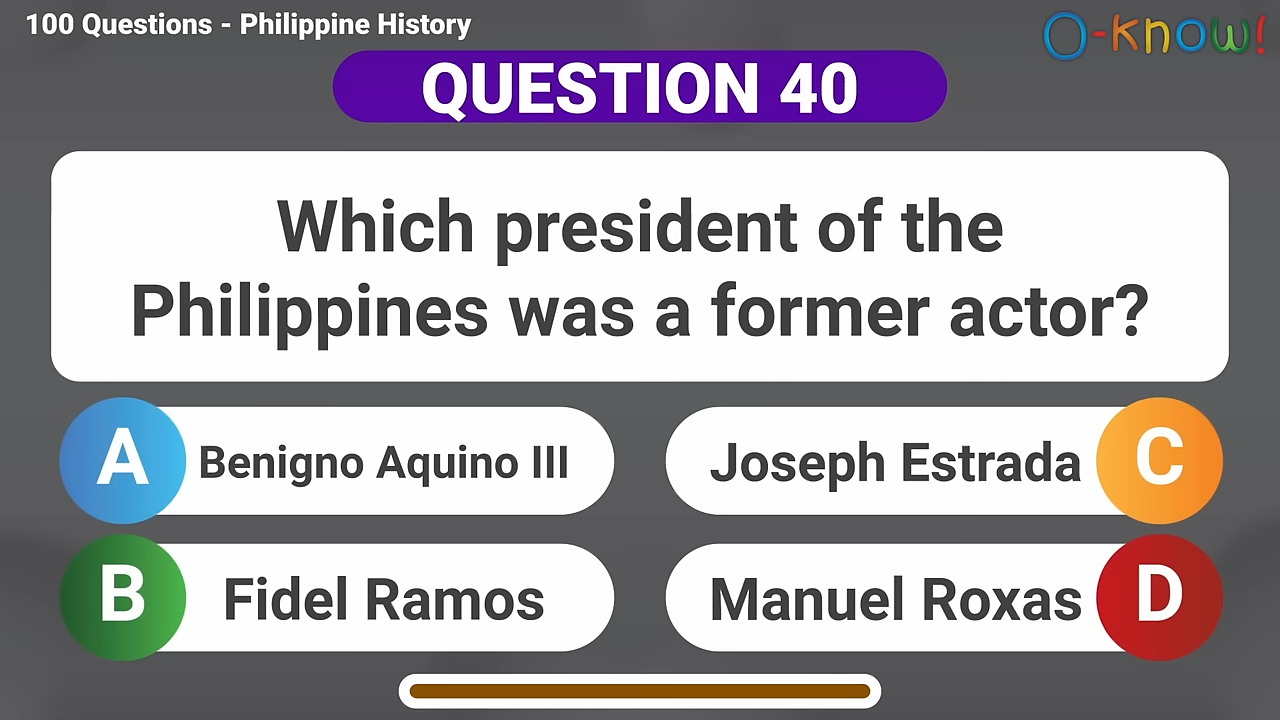 100 Questions - Philippine History
O-know!
QUESTION 40
Which president of the
Philippines was a former actor?
A Benigno Aquino III
B Fidel Ramos
Joseph Estrada C
Manuel Roxas D